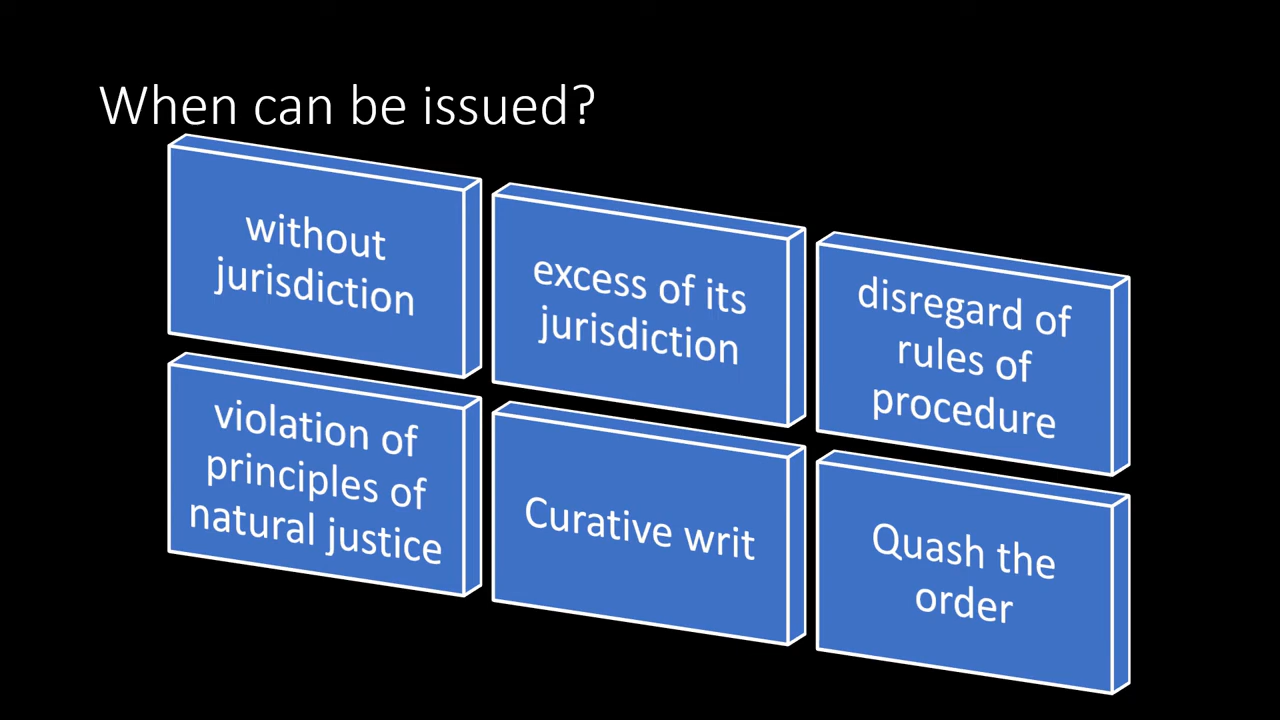 When can be issued?
without
jurisdiction
excess of its
jurisdiction
disregard of
rules of
procedure
violation of
principles of
natural justice
Curative writ
Quash the
order